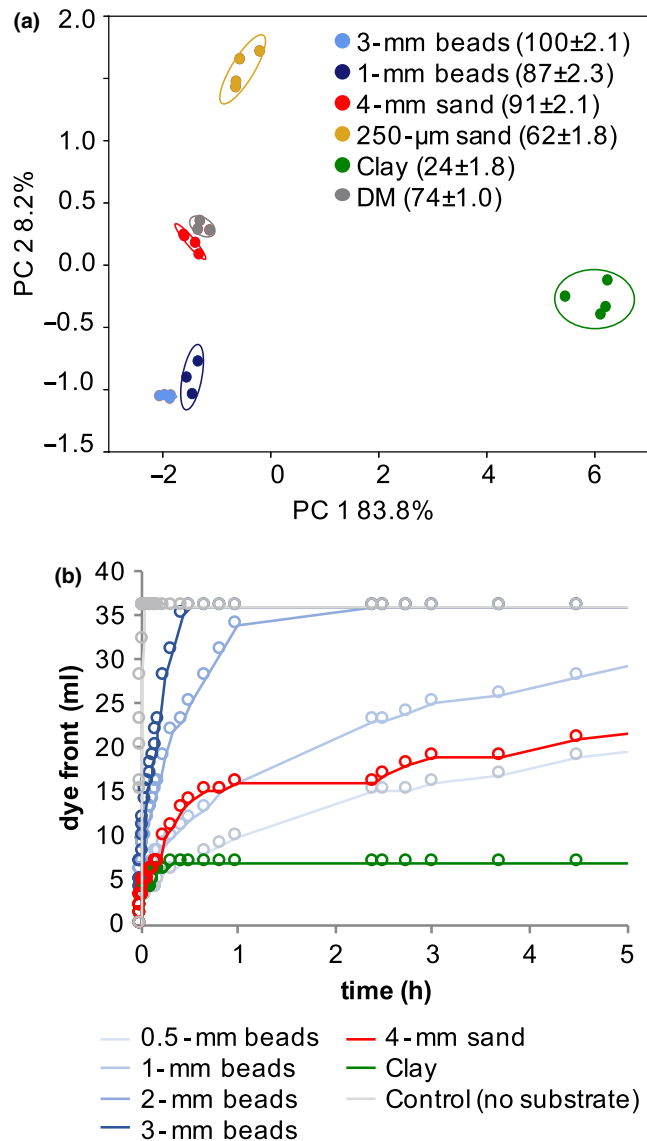 (a)
2.0
1.5
1.0
0.5
0.0
−0.5
−1.0
−1.5
PC 2 8.2%
3-mm beads (100±2.1)
1-mm beads (87±2.3)
4-mm sand (91±2.1)
250-µm sand (62±1.8)
Clay (24±1.8)
DM (74±1.0)
−2 0 2 4 6
PC 1 83.8%
(b)
40
35
30
25
20
15
10
5
0
dye front (ml)
0 1 2 3 4 5
time (h)
0.5-mm beads
1-mm beads
2-mm beads
3-mm beads
4-mm sand
Clay
Control (no substrate)